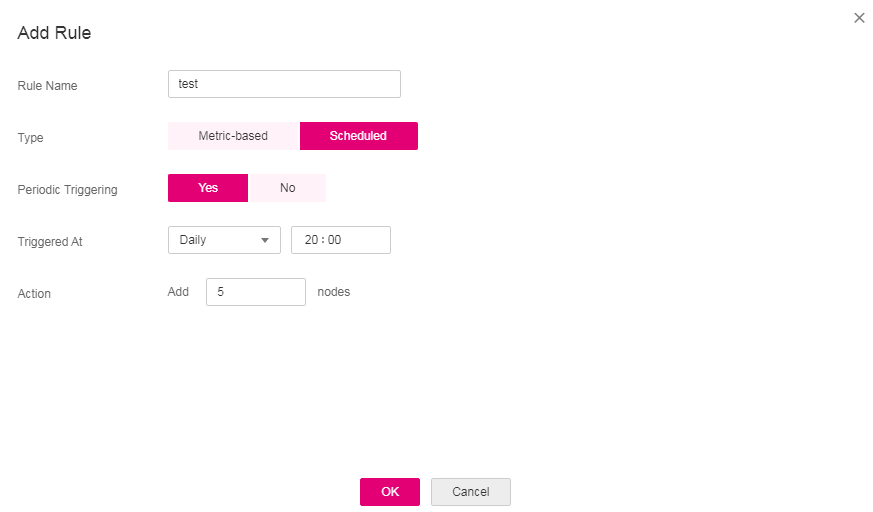 Add Rule
Rule Name test
Type Metric-based Scheduled
Periodic Triggering Yes No
Triggered At Daily 20 : 00
Action Add 5 nodes
OK Cancel